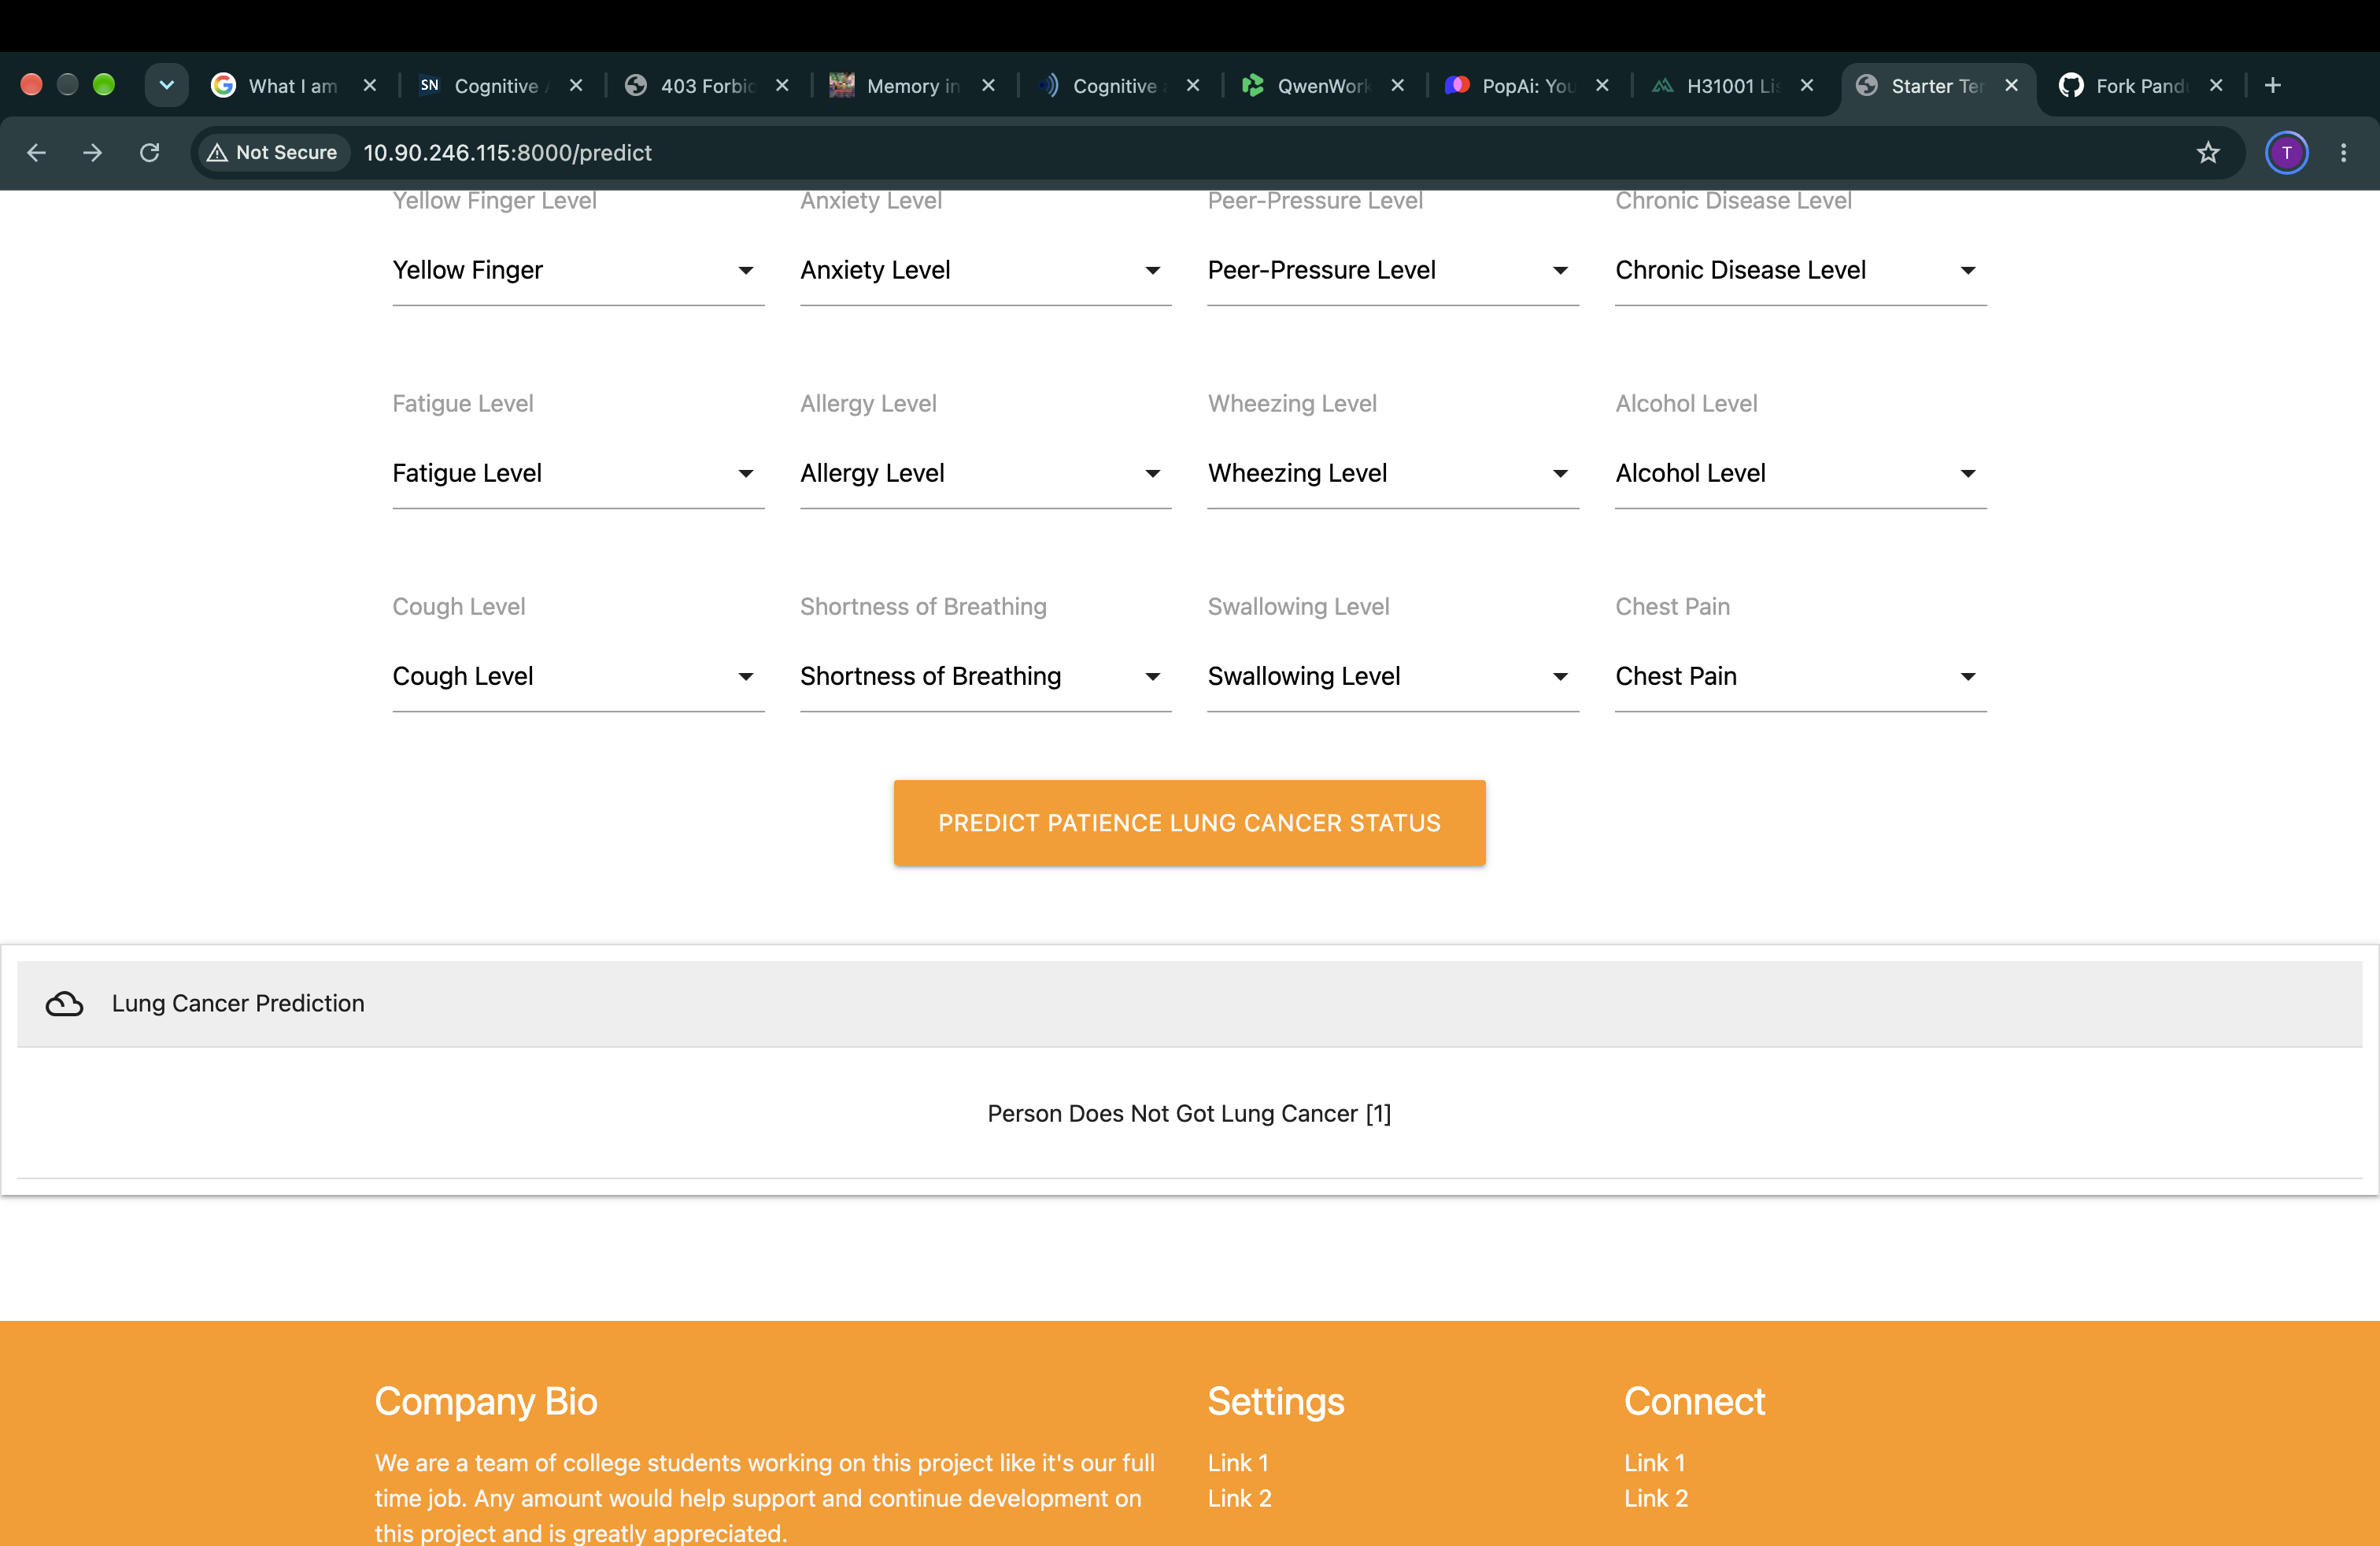 What I am
SN Cognitive
403 Forbic
Memory in
Cognitive
QwenWork
PopAi: You
H31001 Lis
Starter Ter
Fork Pand
Not Secure
10.90.246.115:8000/predict
T
Yellow Finger Level
Anxiety Level
Peer-Pressure Level
Chronic Disease Level
Yellow Finger
Anxiety Level
Peer-Pressure Level
Chronic Disease Level
Fatigue Level
Allergy Level
Wheezing Level
Alcohol Level
Fatigue Level
Allergy Level
Wheezing Level
Alcohol Level
Cough Level
Shortness of Breathing
Swallowing Level
Chest Pain
Cough Level
Shortness of Breathing
Swallowing Level
Chest Pain
PREDICT PATIENCE LUNG CANCER STATUS
Lung Cancer Prediction
Person Does Not Got Lung Cancer [1]
Company Bio
We are a team of college students working on this project like it's our full
time job. Any amount would help support and continue development on
this project and is greatly appreciated.
Settings
Link 1
Link 2
Connect
Link 1
Link 2